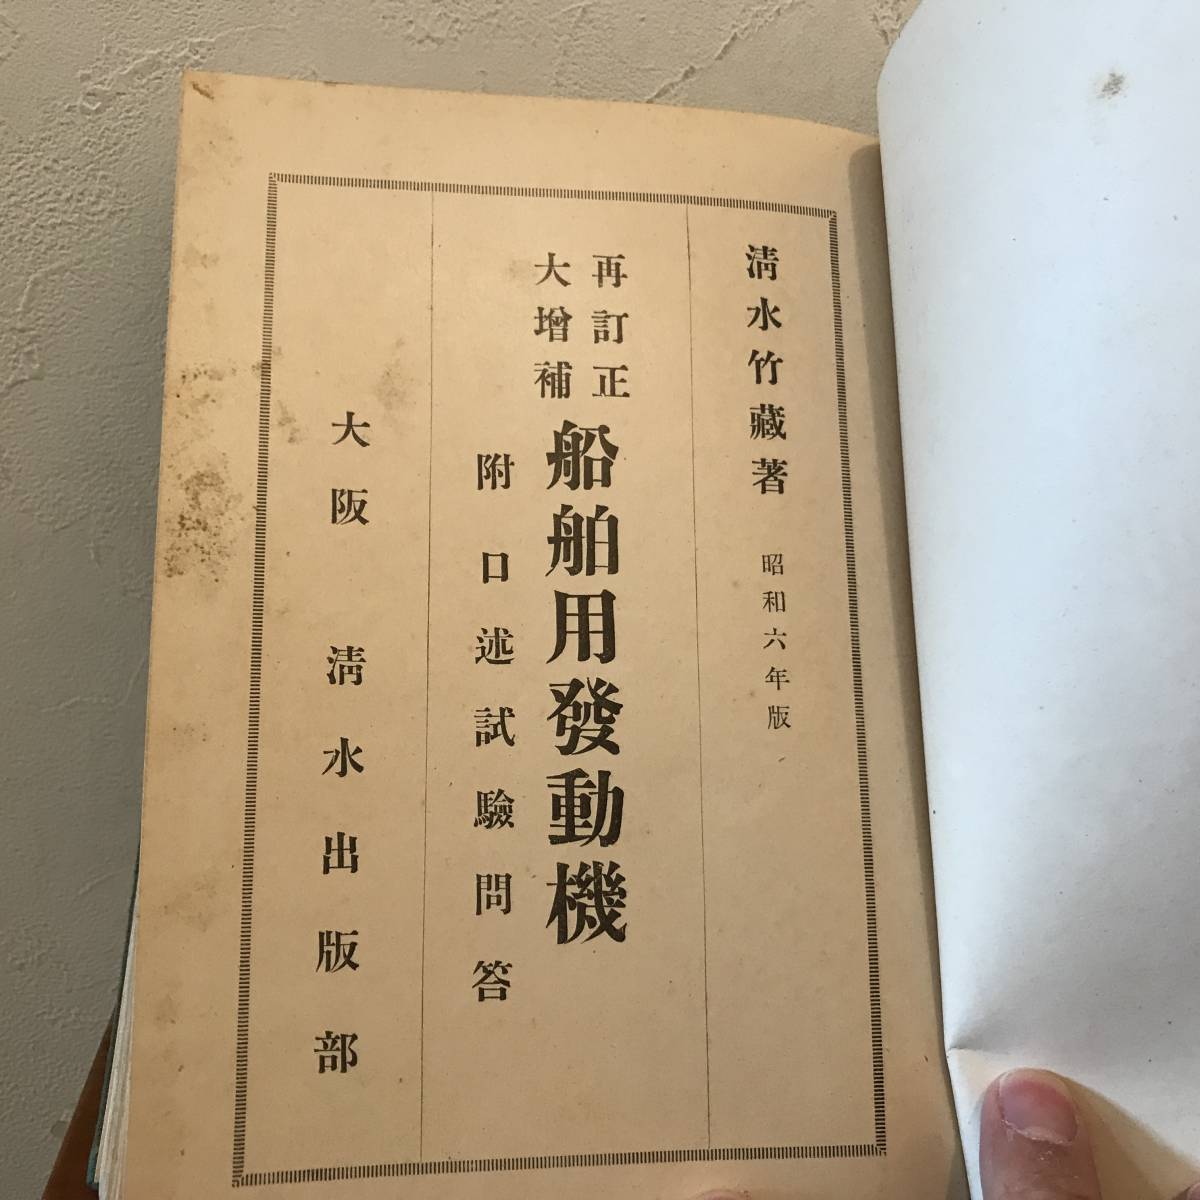 清水竹藏著 昭和六年版
再訂正
大增補
船舶用發動機
附口述試驗問答
大阪 清水出版部